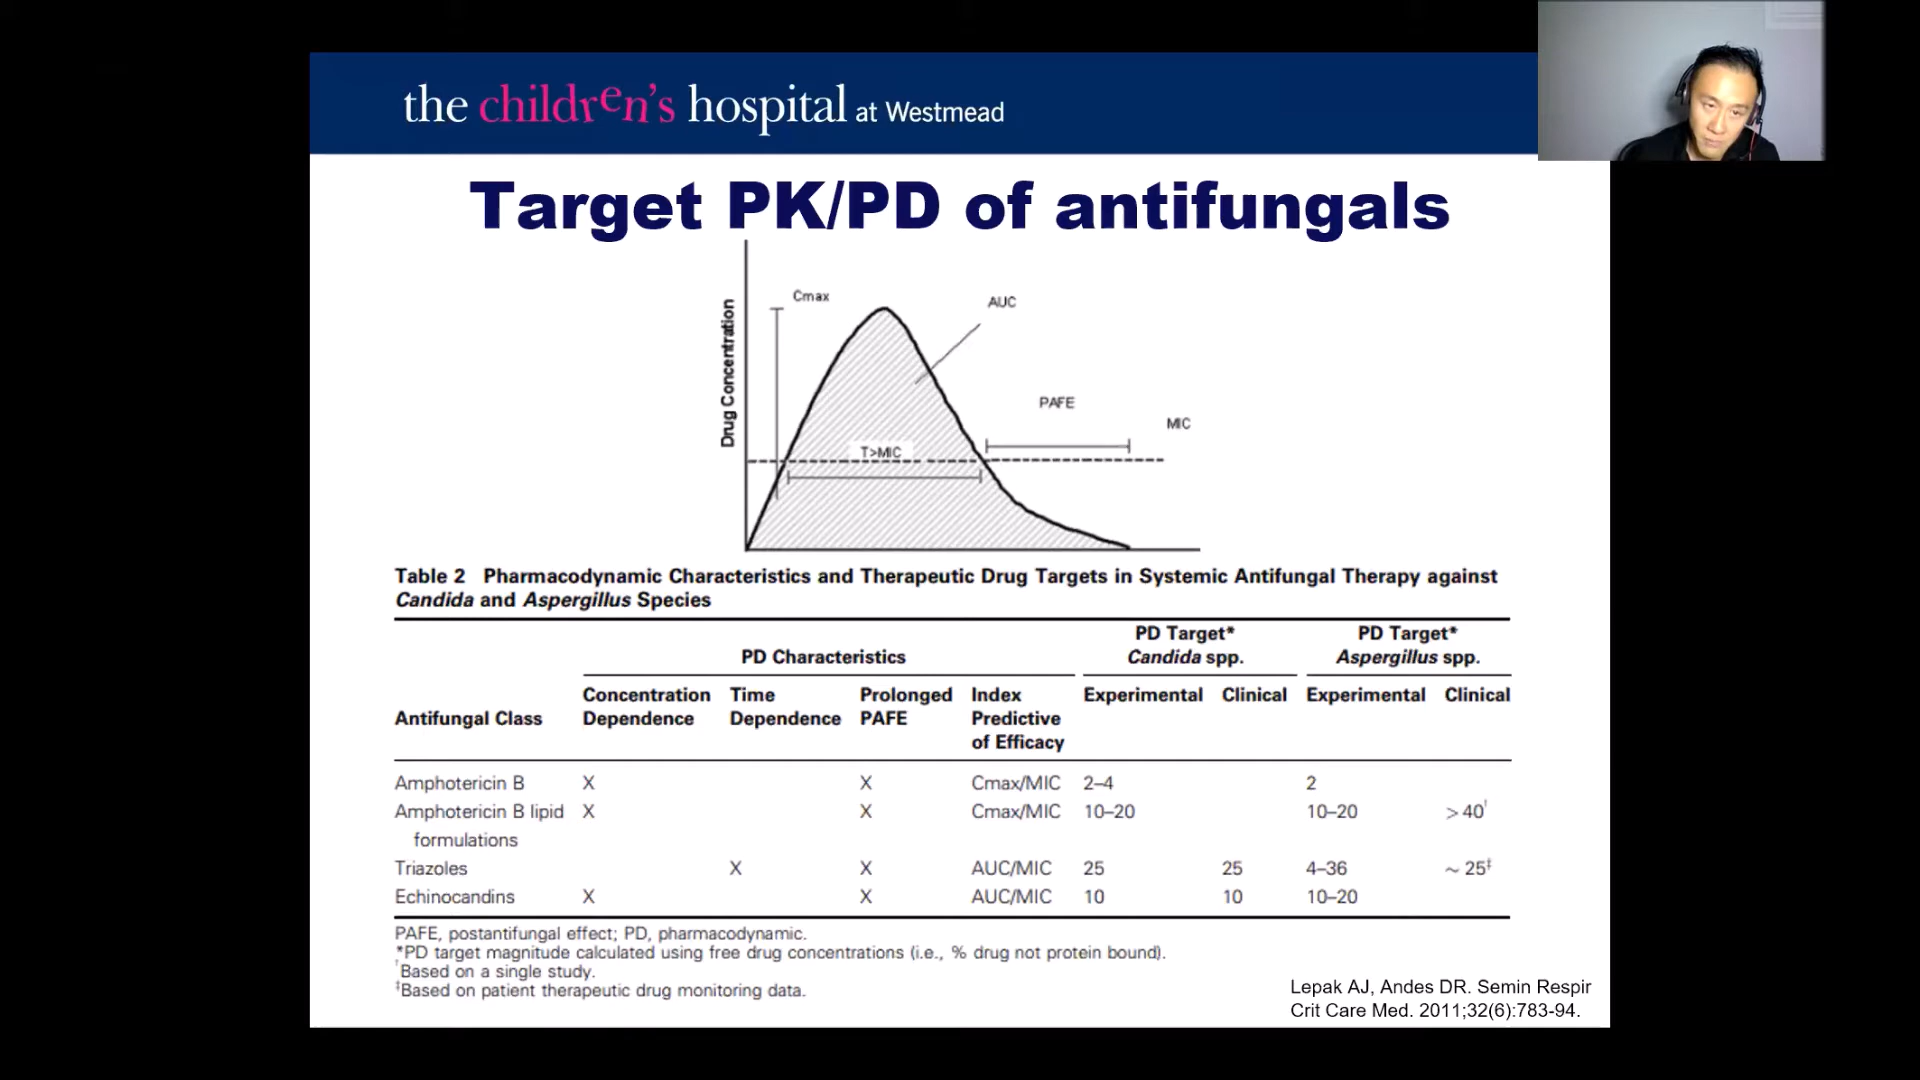 the children's hospital at Westmead
Target PK/PD of antifungals
Cmax
AUC
Drug Concentration
PAFE
MIC
T>MIC
Table 2 Pharmacodynamic Characteristics and Therapeutic Drug Targets in Systemic Antifungal Therapy against
Candida and Aspergillus Species
PD Characteristics
PD Target*
Candida spp.
PD Target*
Aspergillus spp.
Antifungal Class
Concentration
Dependence
Time
Dependence
Prolonged
PAFE
Index
Predictive
of Efficacy
Experimental
Clinical
Experimental
Clinical
Amphotericin B X X Cmax/MIC 2–4 2
Amphotericin B lipid X X Cmax/MIC 10–20 10–20 > 40†
formulations
Triazoles X X AUC/MIC 25 25 4–36 ~ 25‡
Echinocandins X X AUC/MIC 10 10 10–20
PAFE, postantifungal effect; PD, pharmacodynamic.
*PD target magnitude calculated using free drug concentrations (i.e., % drug not protein bound).
†Based on a single study.
‡Based on patient therapeutic drug monitoring data.
Lepak AJ, Andes DR. Semin Respir
Crit Care Med. 2011;32(6):783-94.